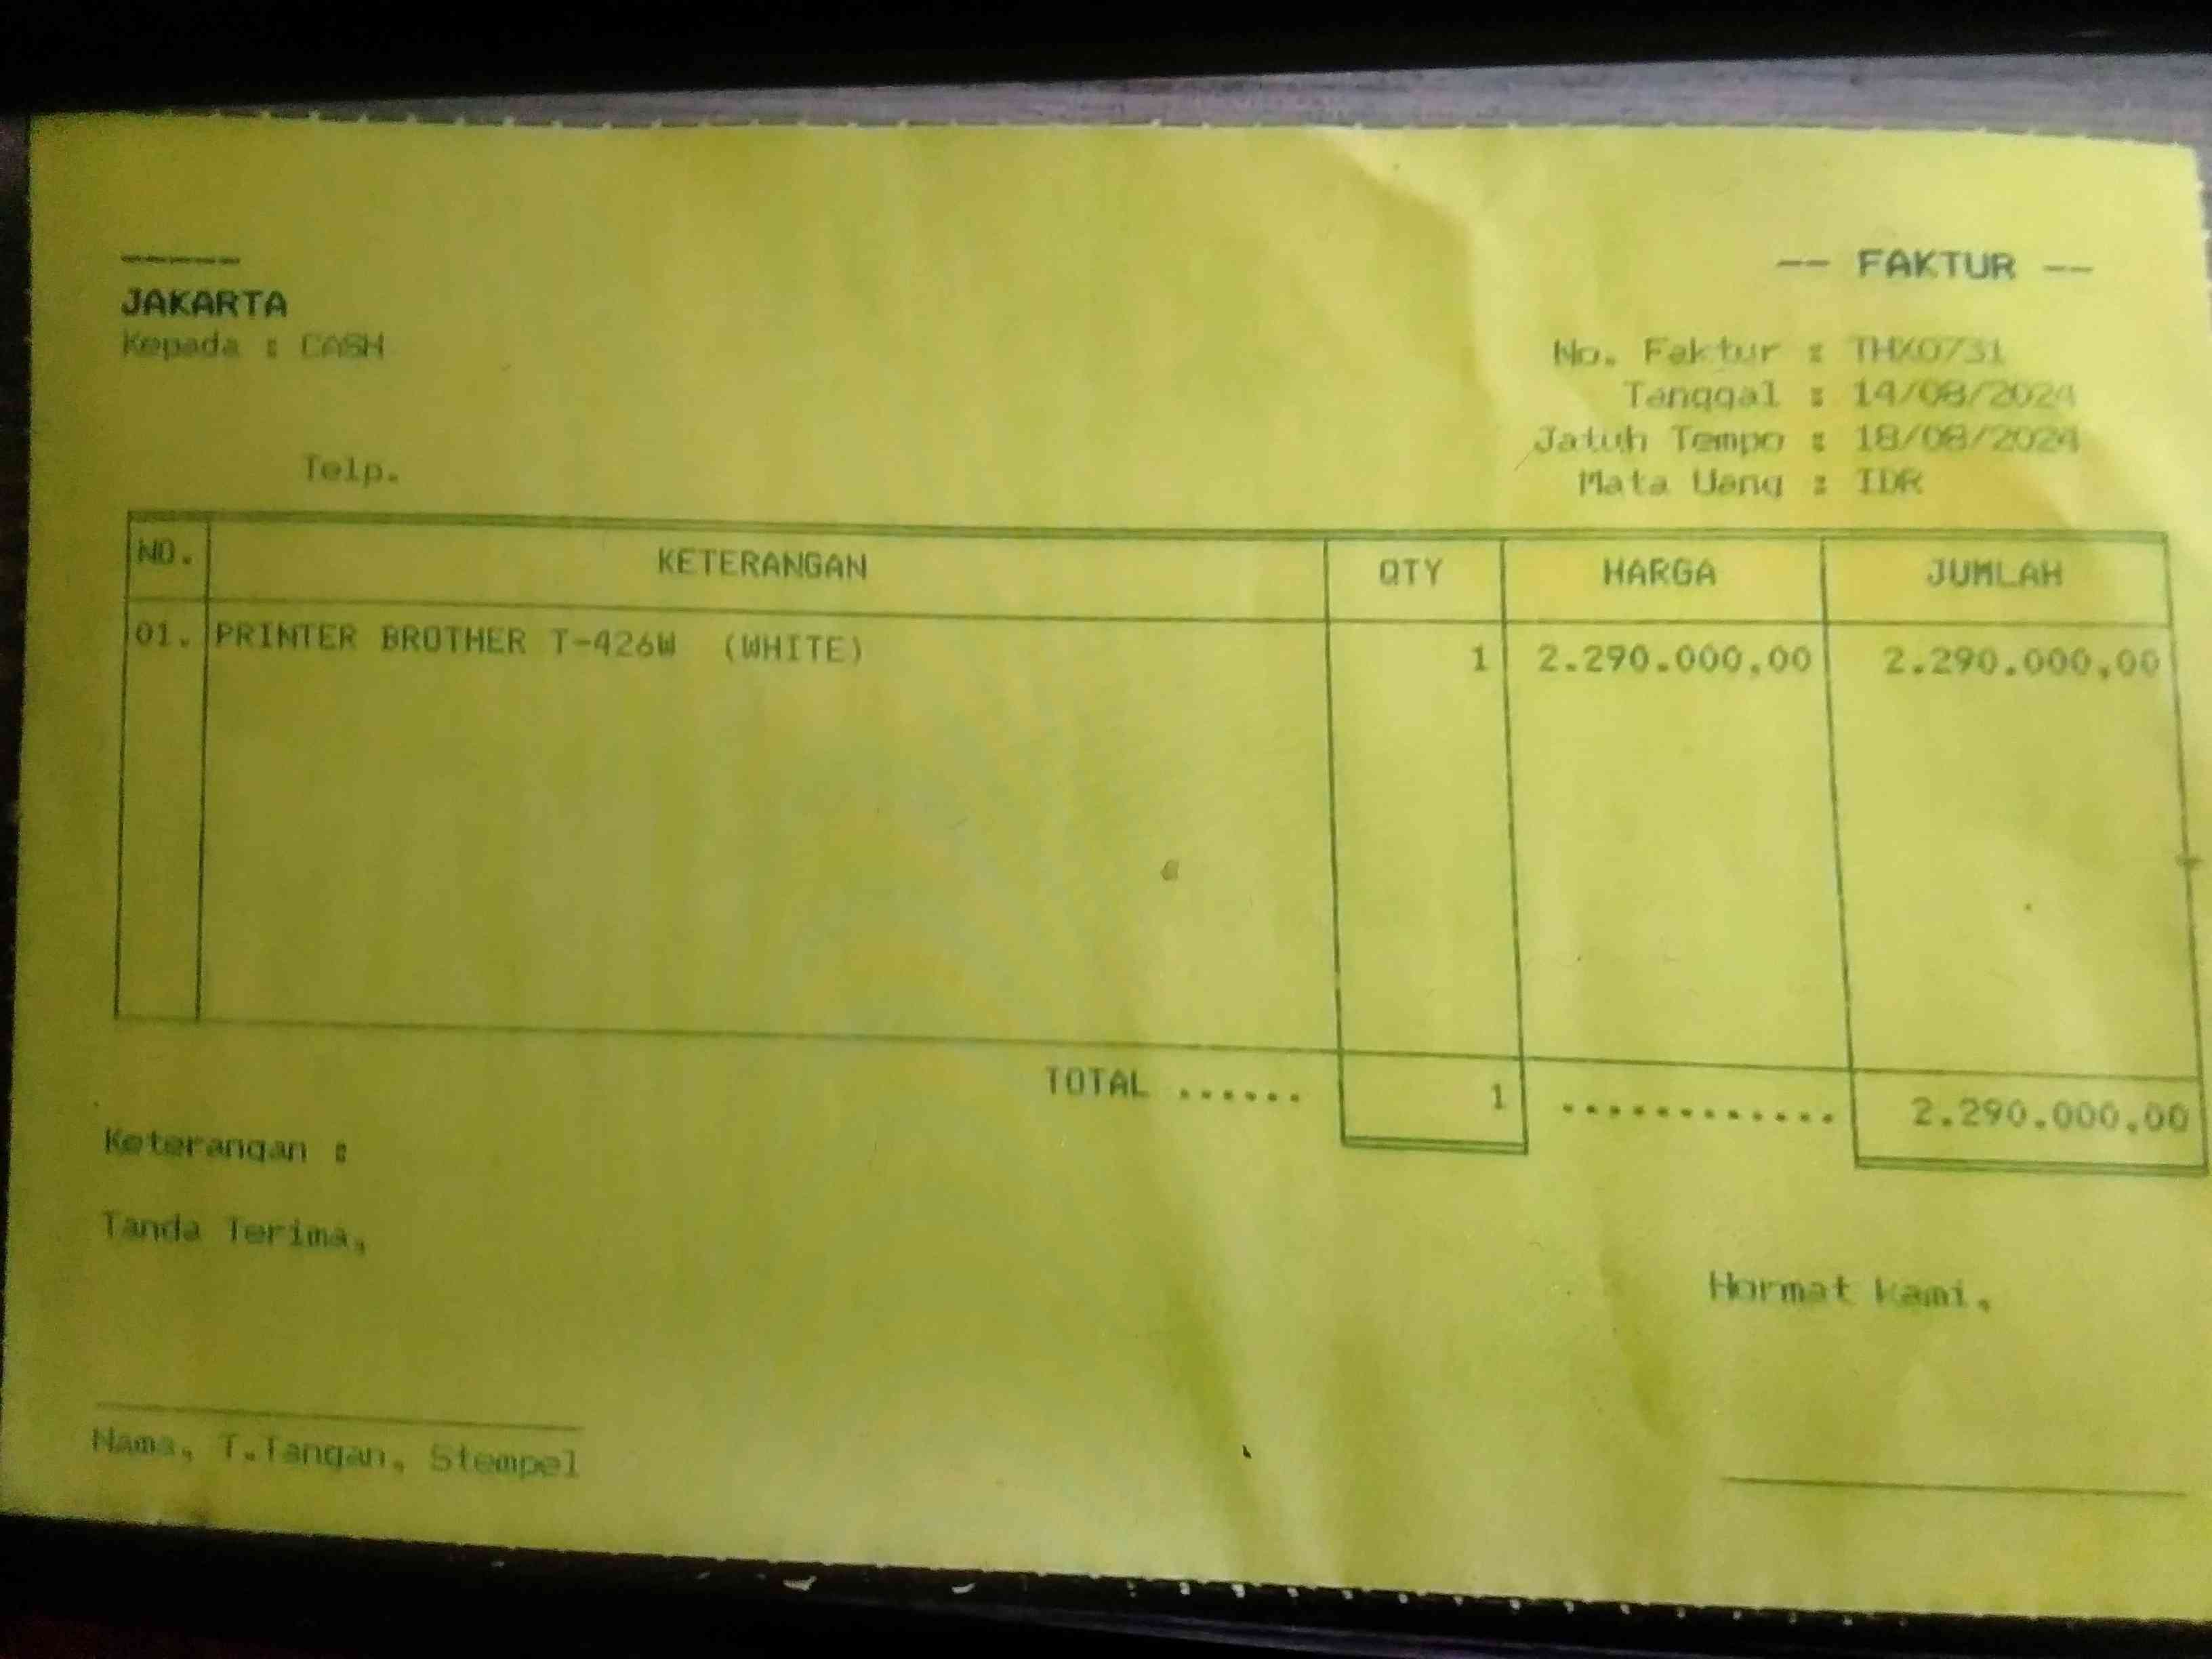 ------
JAKARTA
Kepada : CASH
Telp.
-- FAKTUR --
No. Faktur : THX0731
Tanggal : 14/08/2024
Jatuh Tempo : 18/08/2024
Mata Uang : IDR
NO. KETERANGAN QTY HARGA JUMLAH
01. PRINTER BROTHER T-426W (WHITE) 1 2.290.000,00 2.290.000,00
TOTAL ...... 1 ............ 2.290.000,00
Keterangan :
Tanda Terima,
Hormat kami,
Nama, T.Tangan, Stempel